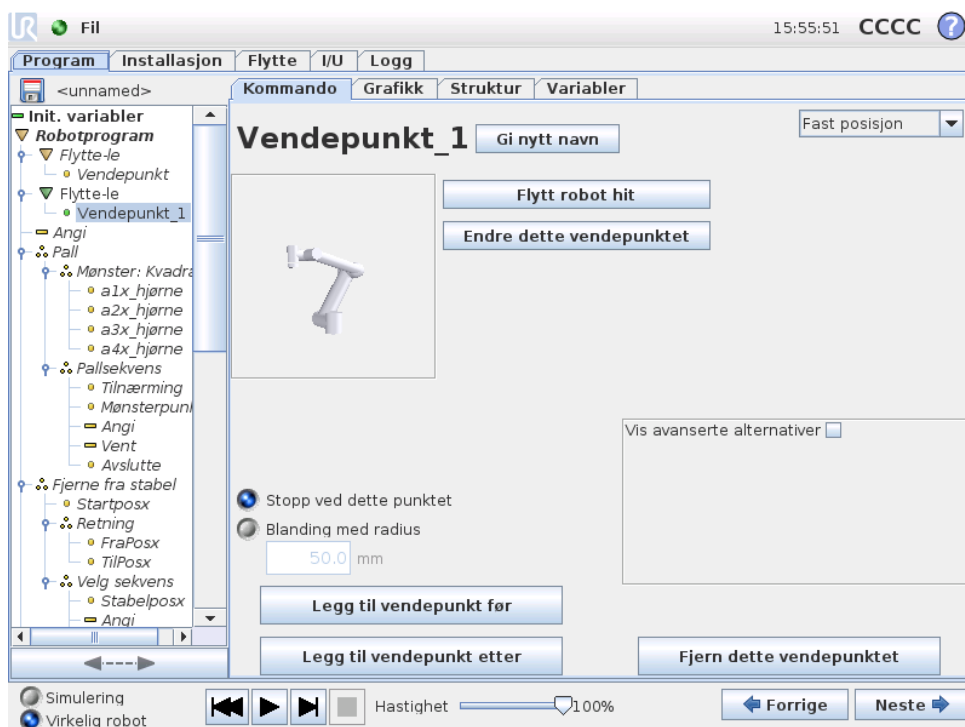 UR Fil 15:55:51 CCCC ?
Program Installasjon Flytte I/U Logg
<unnamed>
Kommando Grafikk Struktur Variabler
Init. variabler
Robotprogram
Flytte-le
Vendepunkt
Flytte-le
Vendepunkt_1
Angi
Pall
Mønster: Kvadra
a1x_hjørne
a2x_hjørne
a3x_hjørne
a4x_hjørne
Pallsekvens
Tilnærming
Mønsterpunl
Angi
Vent
Avslutte
Fjerne fra stabel
Startposx
Retning
FraPosx
TilPosx
Velg sekvens
Stabelposx
Angi
Vendepunkt_1 Gi nytt navn
Fast posisjon
Flytt robot hit
Endre dette vendepunktet
Vis avanserte alternativer
Stopp ved dette punktet
Blanding med radius
50.0 mm
Legg til vendepunkt før
Legg til vendepunkt etter
Fjern dette vendepunktet
Simulering
Virkelig robot
Hastighet 100%
Forrige Neste